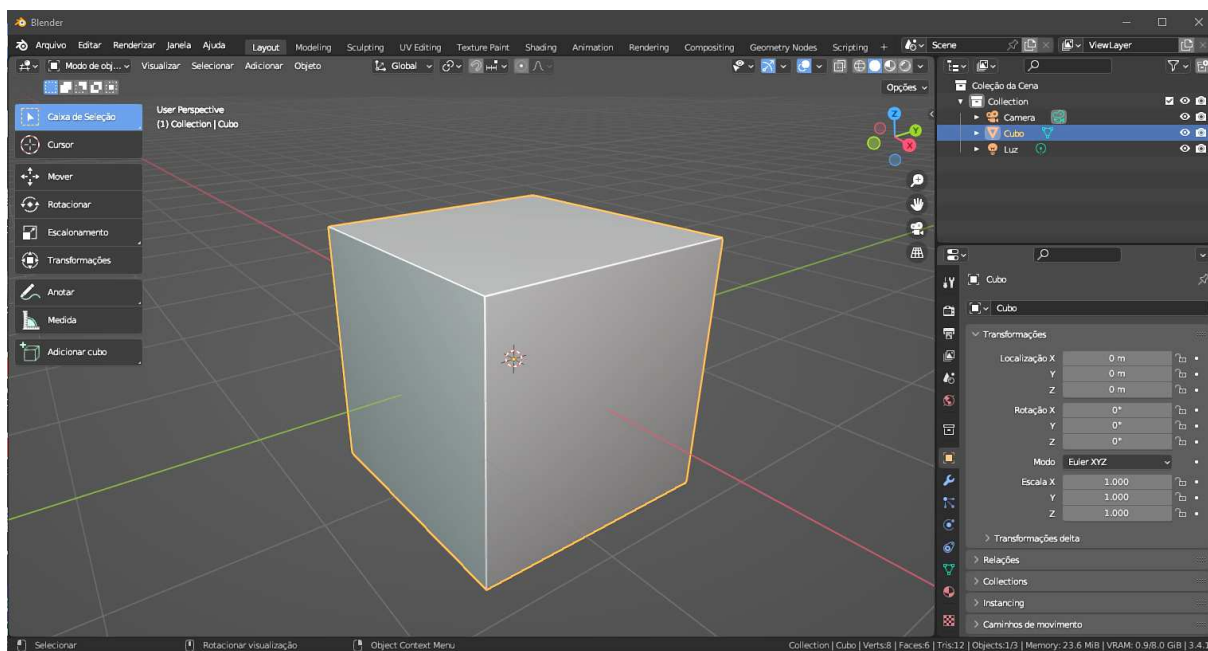 Blender
Arquivo Editar Renderizar Janela Ajuda Layout Modeling Sculpting UV Editing Texture Paint Shading Animation Rendering Compositing Geometry Nodes Scripting + Scene ViewLayer
Modo de obj... Visualizar Selecionar Adicionar Objeto Global
Opções
Caixa de Seleção
Cursor
Mover
Rotacionar
Escalonamento
Transformações
Anotar
Medida
Adicionar cubo
User Perspective
(1) Collection | Cubo
Z
Y
X
Coleção da Cena
Collection
Camera
Cubo
Luz
Cubo
Cubo
Transformações
Localização X 0 m
Y 0 m
Z 0 m
Rotação X 0°
Y 0°
Z 0°
Modo Euler XYZ
Escala X 1.000
Y 1.000
Z 1.000
Transformações delta
Relações
Collections
Instancing
Caminhos de movimento
Selecionar Rotacionar visualização Object Context Menu Collection | Cubo | Verts:8 | Faces:6 | Tris:12 | Objects:1/3 | Memory: 23.6 MiB | VRAM: 0.9/8.0 GiB | 3.4.1